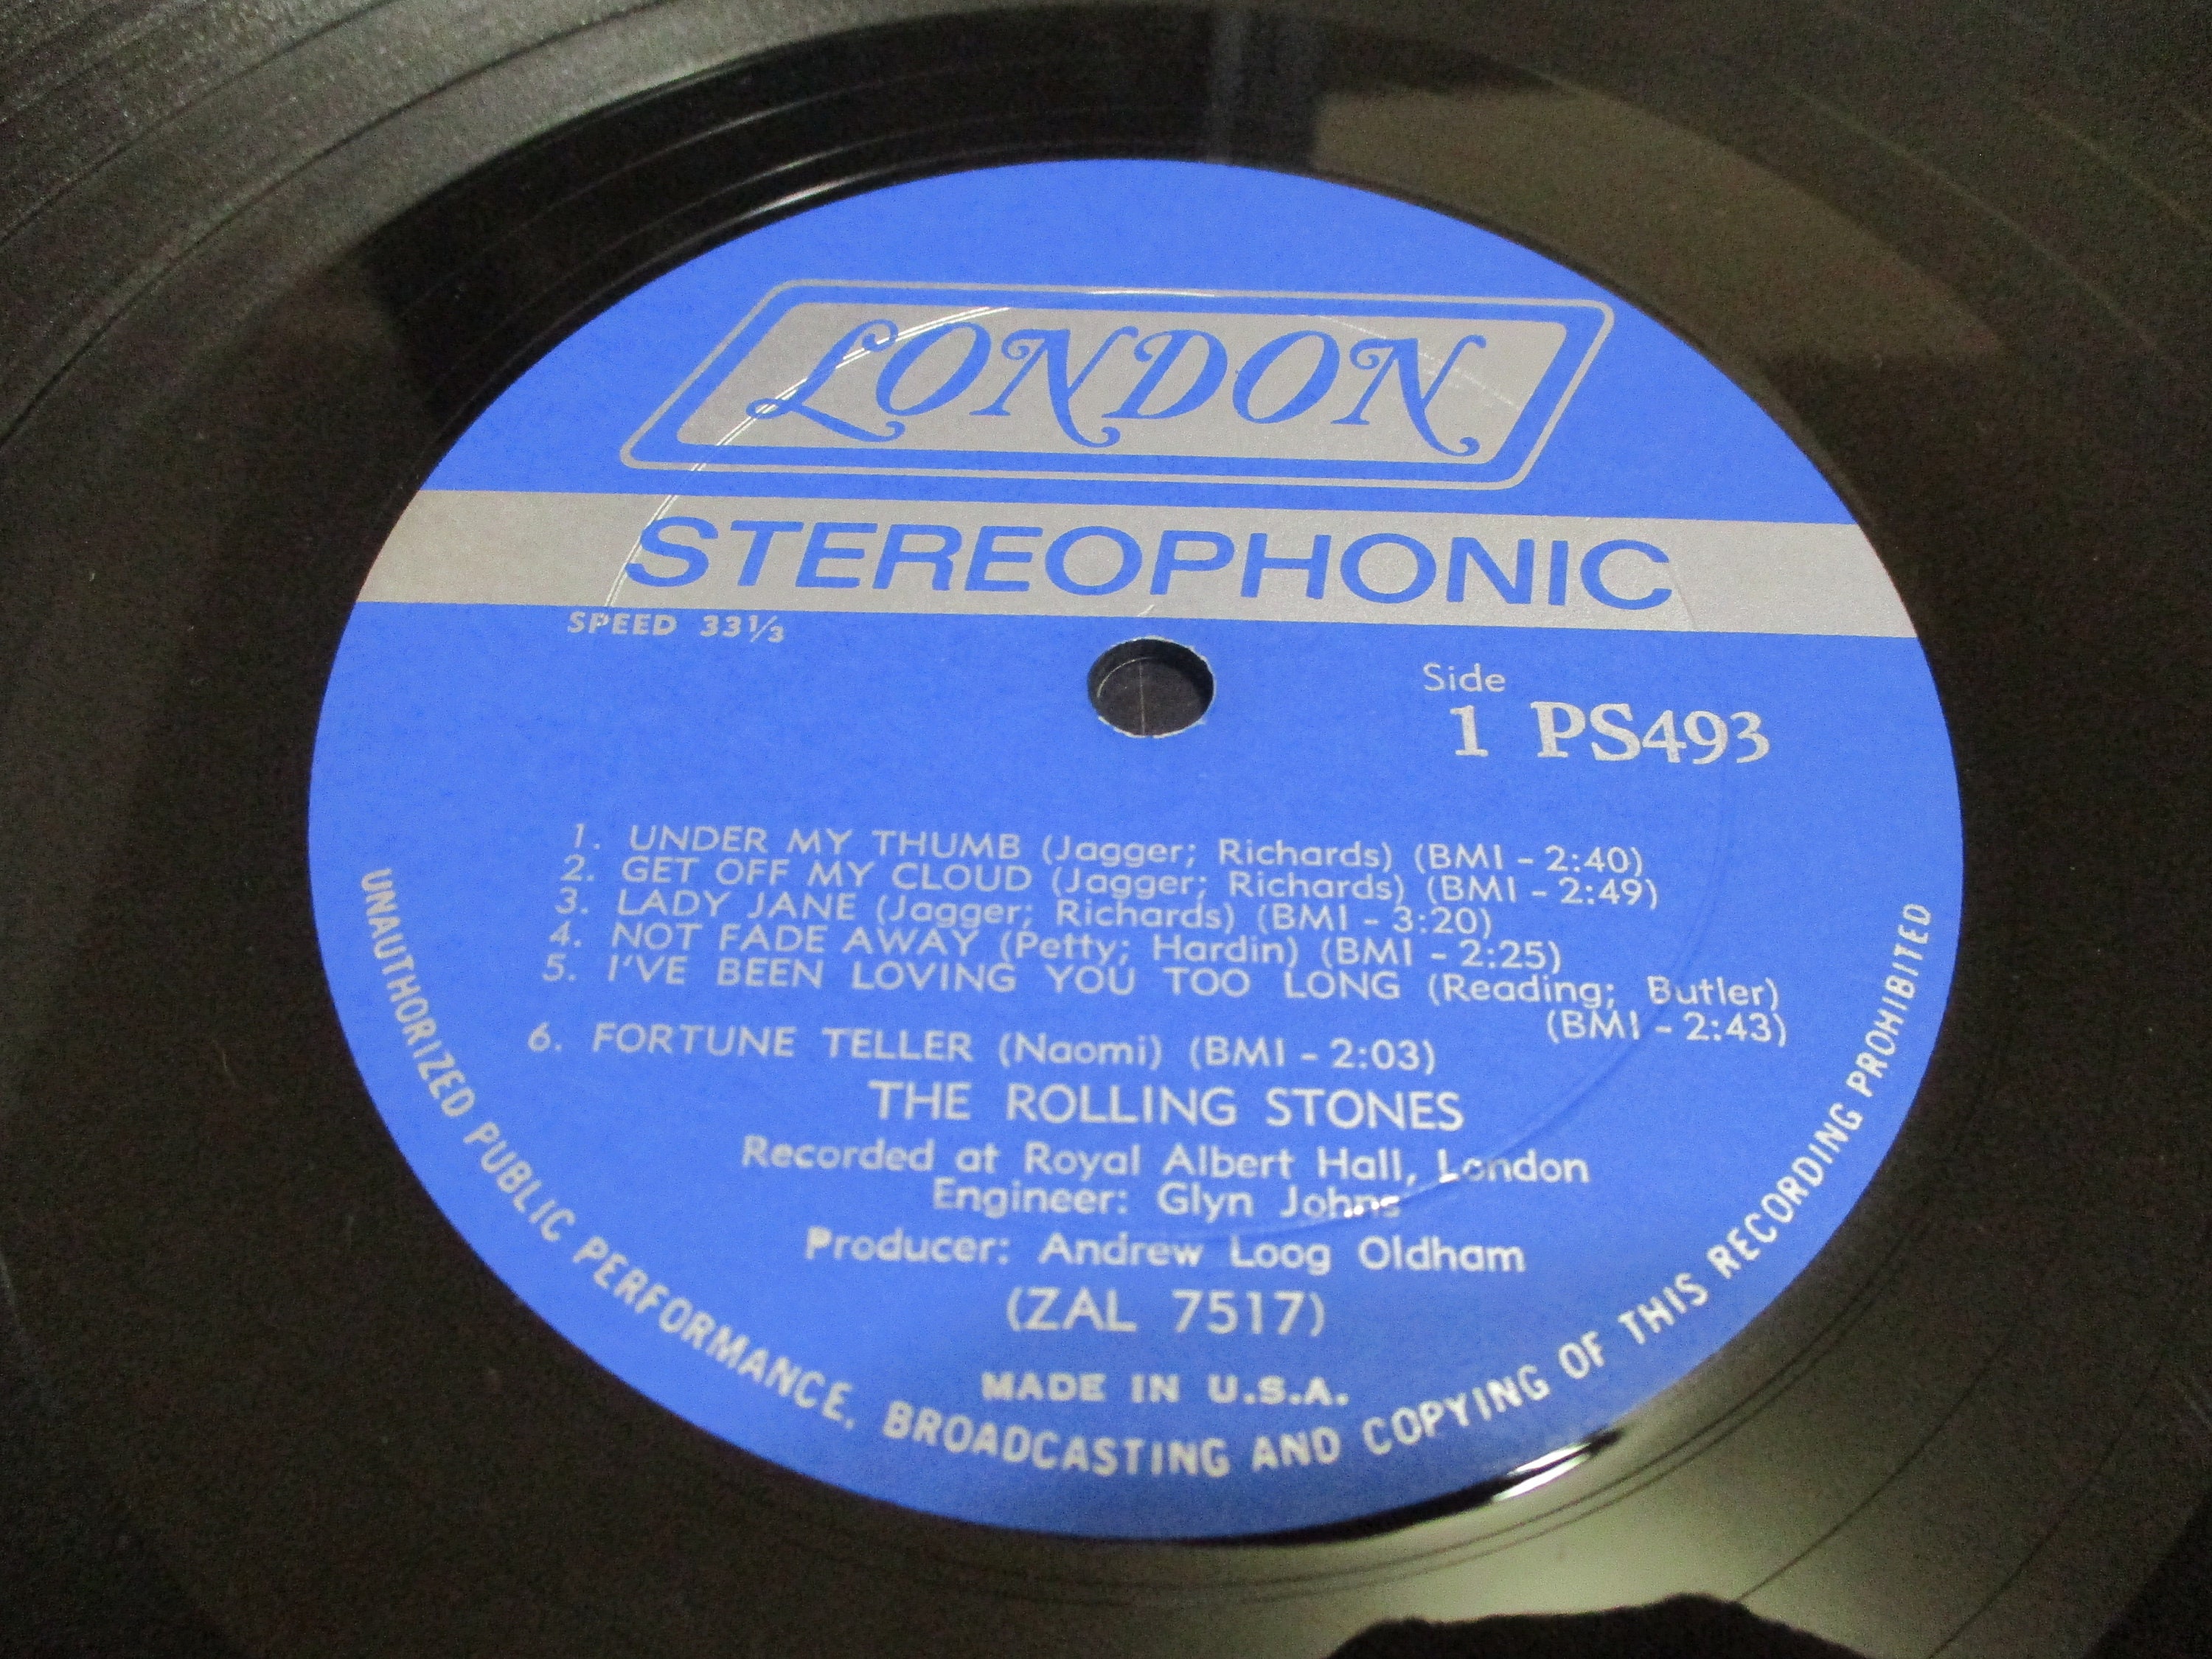 LONDON
STEREOPHONIC
SPEED 33⅓
Side
1 PS493
1. UNDER MY THUMB (Jagger; Richards) (BMI - 2:40)
2. GET OFF MY CLOUD (Jagger; Richards) (BMI - 2:49)
3. LADY JANE (Jagger; Richards) (BMI - 3:20)
4. NOT FADE AWAY (Petty; Hardin) (BMI - 2:25)
5. I'VE BEEN LOVING YOU TOO LONG (Reading; Butler)
(BMI - 2:43)
6. FORTUNE TELLER (Naomi) (BMI - 2:03)
THE ROLLING STONES
Recorded at Royal Albert Hall, London
Engineer: Glyn Johns
Producer: Andrew Loog Oldham
(ZAL 7517)
MADE IN U.S.A.
UNAUTHORIZED PUBLIC PERFORMANCE, BROADCASTING AND COPYING OF THIS RECORDING PROHIBITED